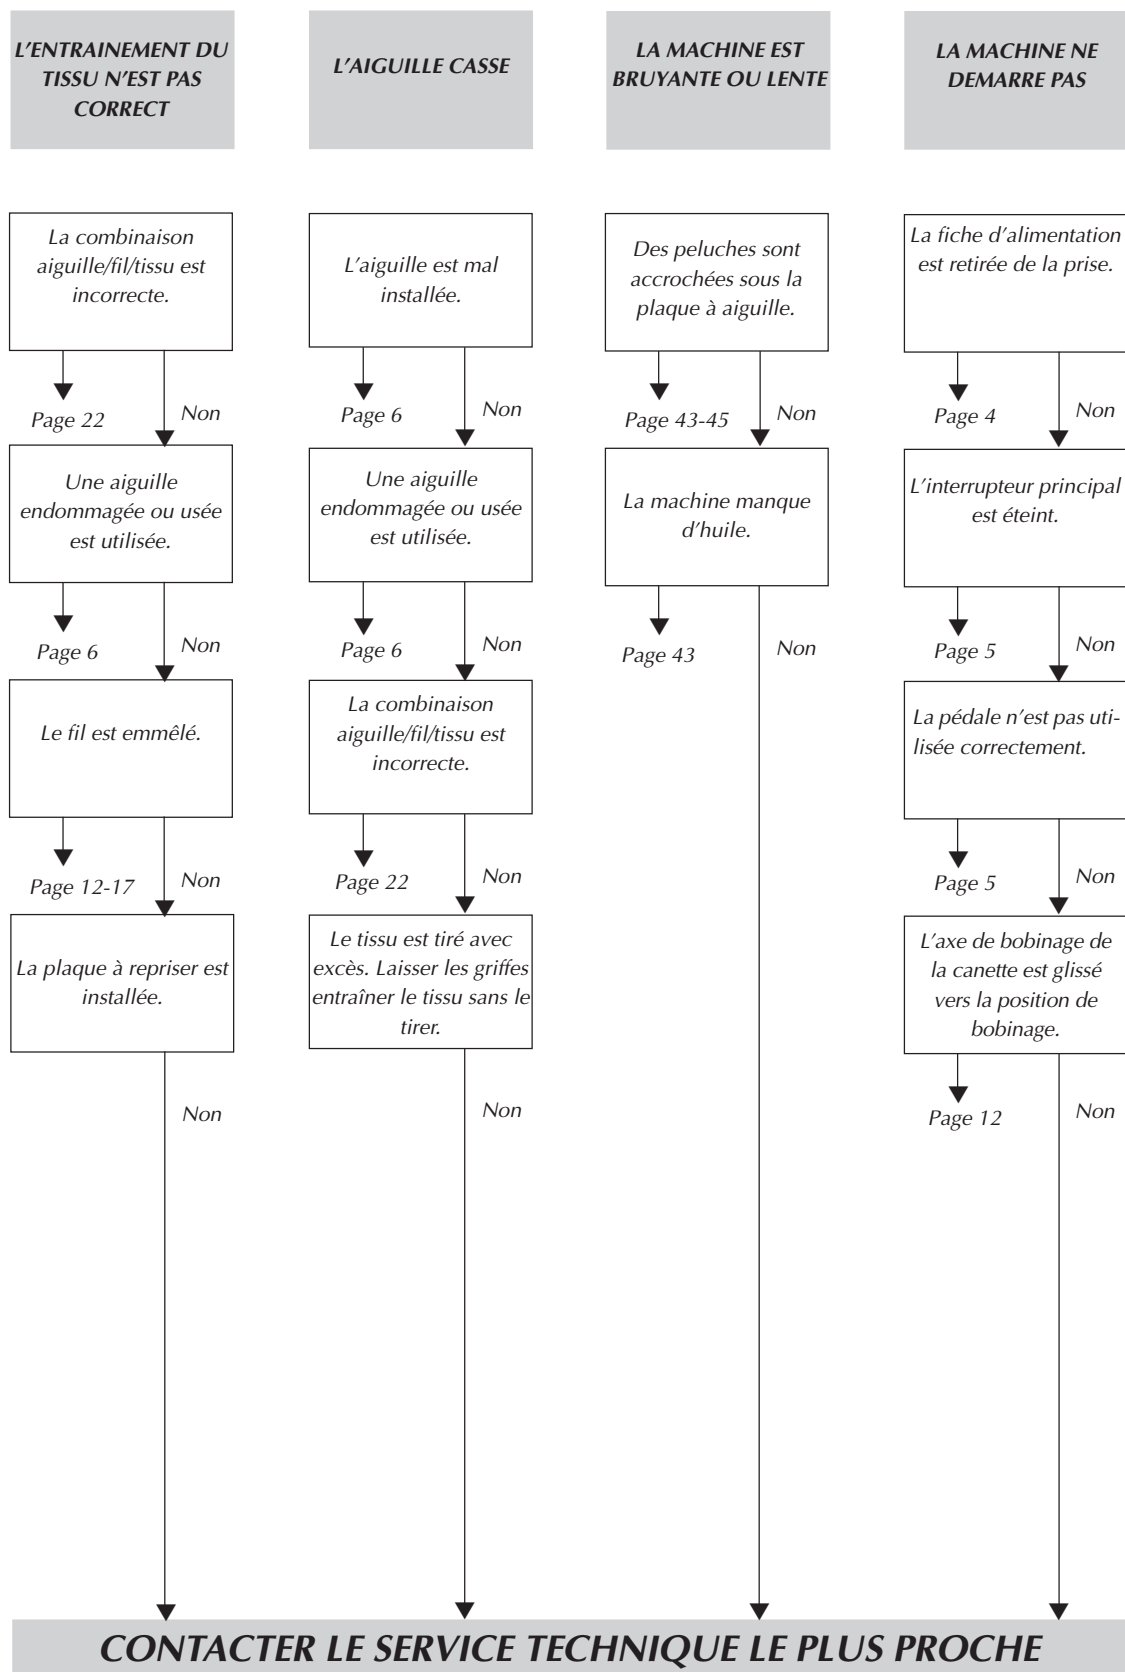 L'ENTRAINEMENT DU
TISSU N'EST PAS
CORRECT
La combinaison
aiguille/fil/tissu est
incorrecte.
Page 22
Non
Une aiguille
endommagée ou usée
est utilisée.
Page 6
Non
Le fil est emmêlé.
Page 12-17
Non
La plaque à repriser est
installée.
Non
L'AIGUILLE CASSE
L'aiguille est mal
installée.
Page 6
Non
Une aiguille
endommagée ou usée
est utilisée.
Page 6
Non
La combinaison
aiguille/fil/tissu est
incorrecte.
Page 22
Non
Le tissu est tiré avec
excès. Laisser les griffes
entraîner le tissu sans le
tirer.
Non
LA MACHINE EST
BRUYANTE OU LENTE
Des peluches sont
accrochées sous la
plaque à aiguille.
Page 43-45
Non
La machine manque
d'huile.
Page 43
Non
LA MACHINE NE
DEMARRE PAS
La fiche d'alimentation
est retirée de la prise.
Page 4
Non
L'interrupteur principal
est éteint.
Page 5
Non
La pédale n'est pas uti-
lisée correctement.
Page 5
Non
L'axe de bobinage de
la canette est glissé
vers la position de
bobinage.
Page 12
Non
CONTACTER LE SERVICE TECHNIQUE LE PLUS PROCHE